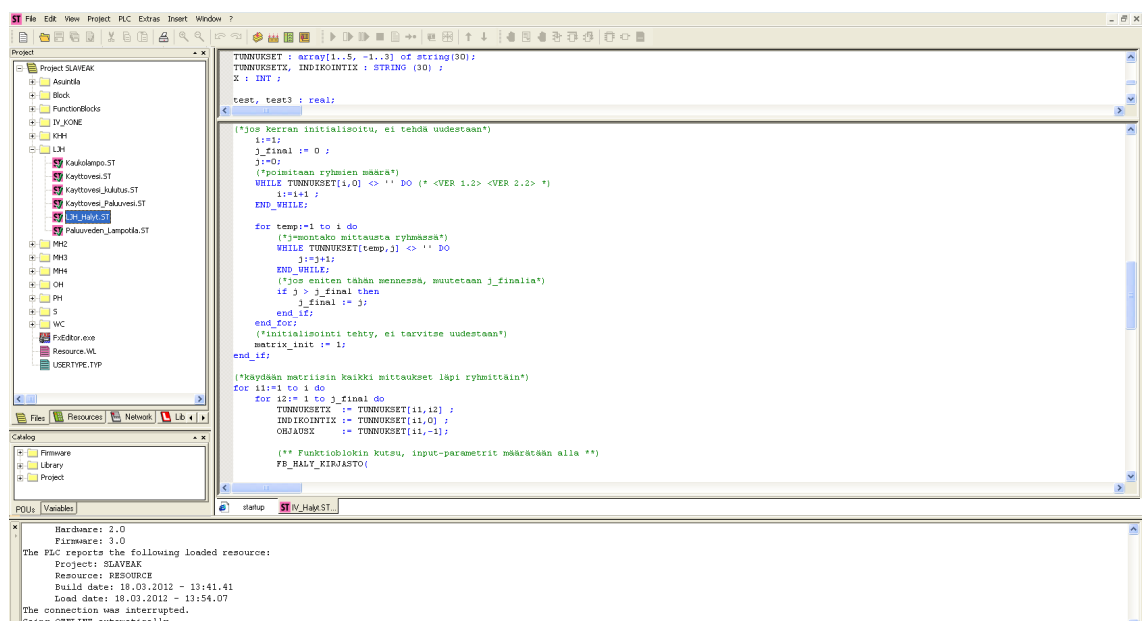 ST File Edit View Project PLC Extras Insert Window ?
Project
Project SLAVEAK
Asuintila
Block
FunctionBlocks
IV_KONE
KHH
LJH
Kaukolampo.ST
Kayttovesi.ST
Kayttovesi_kulutus.ST
Kayttovesi_Paluuvesi.ST
LJH_Halyt.ST
Paluuveden_Lampotila.ST
MH2
MH3
MH4
OH
PH
S
WC
FxEditor.exe
Resource.WL
USERTYPE.TYP
Files Resources Network Lib
Catalog
Firmware
Library
Project
POUs Variables
TUNNUKSET : array[1..5, -1..3] of string(30);
TUNNUKSETX, INDIKOINTIX : STRING (30) ;
X : INT ;
test, test3 : real;
(*jos kerran initialisoitu, ei tehdä uudestaan*)
i:=1;
j_final := 0 ;
j:=0;
(*poimitaan ryhmien määrä*)
WHILE TUNNUKSET[i,0] <> '' DO (* <VER 1.2> <VER 2.2> *)
i:=i+1 ;
END_WHILE;
for temp:=1 to i do
(*j=montako mittausta ryhmässä*)
WHILE TUNNUKSET[temp,j] <> '' DO
j:=j+1;
END_WHILE;
(*jos eniten tähän mennessä, muutetaan j_finalia*)
if j > j_final then
j_final := j;
end_if;
end_for;
(*initialisointi tehty, ei tarvitse uudestaan*)
matrix_init := 1;
end_if;
(*käydään matriisin kaikki mittaukset läpi ryhmittäin*)
for i1:=1 to i do
for i2:= 1 to j_final do
TUNNUKSETX := TUNNUKSET[i1,i2] ;
INDIKOINTIX := TUNNUKSET[i1,0] ;
OHJAUSX := TUNNUKSET[i1,-1];
(** Funktioblokin kutsu, input-parametrit määrätään alla **)
FB_HALY_KIRJASTO(
startup ST IV_Halyt.ST...
Hardware: 2.0
Firmware: 3.0
The PLC reports the following loaded resource:
Project: SLAVEAK
Resource: RESOURCE
Build date: 18.03.2012 - 13:41.41
Load date: 18.03.2012 - 13:54.07
The connection was interrupted.